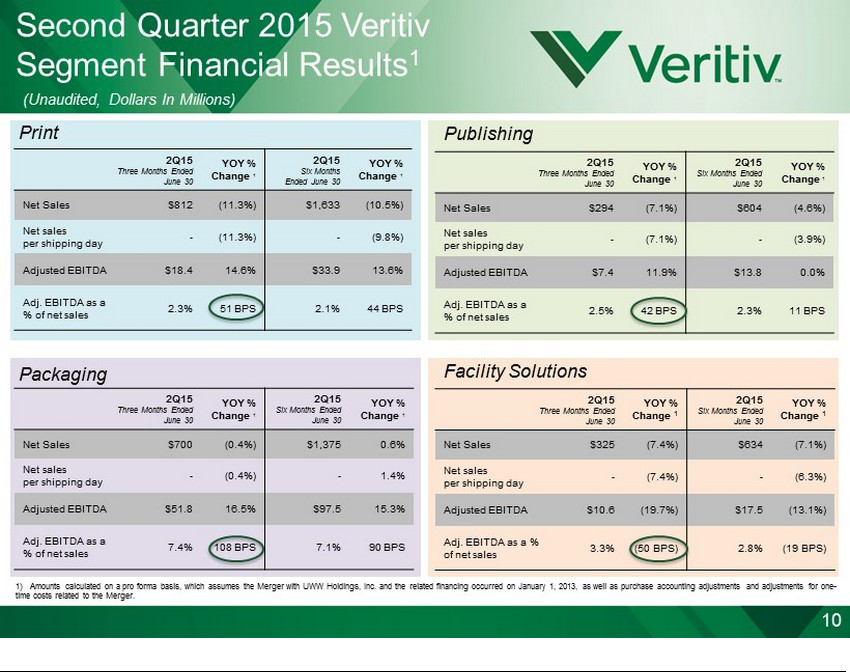 Second Quarter 2015 Veritiv
Segment Financial Results1
(Unaudited, Dollars In Millions)
Veritiv™
Print
2Q15 YOY % 2Q15 YOY %
Three Months Ended Change 1 Six Months Change 1
June 30 Ended June 30
Net Sales $812 (11.3%) $1,633 (10.5%)
Net sales
per shipping day - (11.3%) - (9.8%)
Adjusted EBITDA $18.4 14.6% $33.9 13.6%
Adj. EBITDA as a
% of net sales 2.3% 51 BPS 2.1% 44 BPS
Publishing
2Q15 YOY % 2Q15 YOY %
Three Months Ended Change 1 Six Months Ended Change 1
June 30 June 30
Net Sales $294 (7.1%) $604 (4.6%)
Net sales
per shipping day - (7.1%) - (3.9%)
Adjusted EBITDA $7.4 11.9% $13.8 0.0%
Adj. EBITDA as a
% of net sales 2.5% 42 BPS 2.3% 11 BPS
Packaging
2Q15 YOY % 2Q15 YOY %
Three Months Ended Change 1 Six Months Ended Change 1
June 30 June 30
Net Sales $700 (0.4%) $1,375 0.6%
Net sales
per shipping day - (0.4%) - 1.4%
Adjusted EBITDA $51.8 16.5% $97.5 15.3%
Adj. EBITDA as a
% of net sales 7.4% 108 BPS 7.1% 90 BPS
Facility Solutions
2Q15 YOY % 2Q15 YOY %
Three Months Ended Change 1 Six Months Ended Change 1
June 30 June 30
Net Sales $325 (7.4%) $634 (7.1%)
Net sales
per shipping day - (7.4%) - (6.3%)
Adjusted EBITDA $10.6 (19.7%) $17.5 (13.1%)
Adj. EBITDA as a %
of net sales 3.3% (50 BPS) 2.8% (19 BPS)
1) Amounts calculated on a pro forma basis, which assumes the Merger with UWW Holdings, Inc. and the related financing occurred on January 1, 2013, as well as purchase accounting adjustments and adjustments for one-
time costs related to the Merger.
10